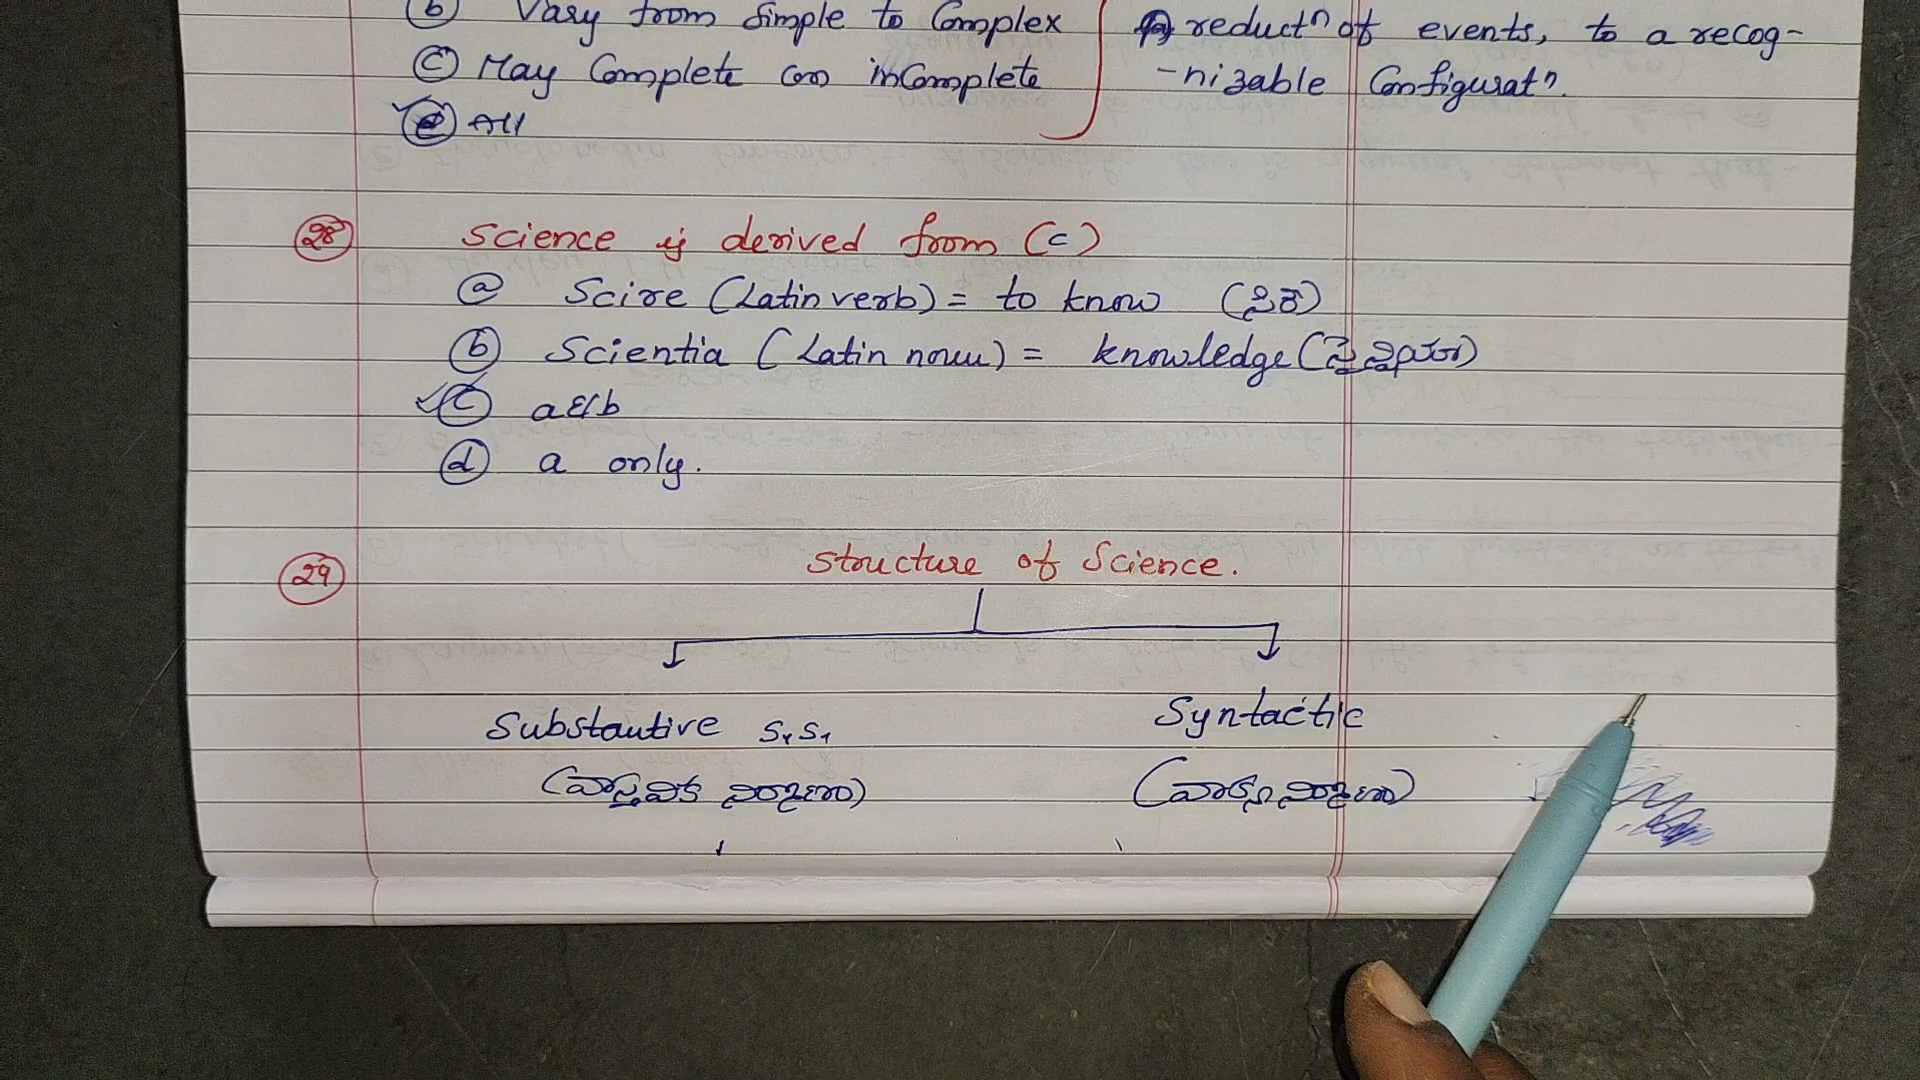 (b) Vary from simple to Complex
(c) May Complete (or) inComplete
(e) All
reductⁿ of events, to a recog-
-nizable Configuratⁿ.
(28) Science is derived from (c)
(a) Scire (Latin verb) = to know (సైర్)
(b) Scientia (Latin noun) = knowledge
(c) a & b
(d) a only.
(29) Structure of Science.
Substantive
Syntactic
(వాస్తవిక నిర్మాణం)
(వాక్య నిర్మాణం)